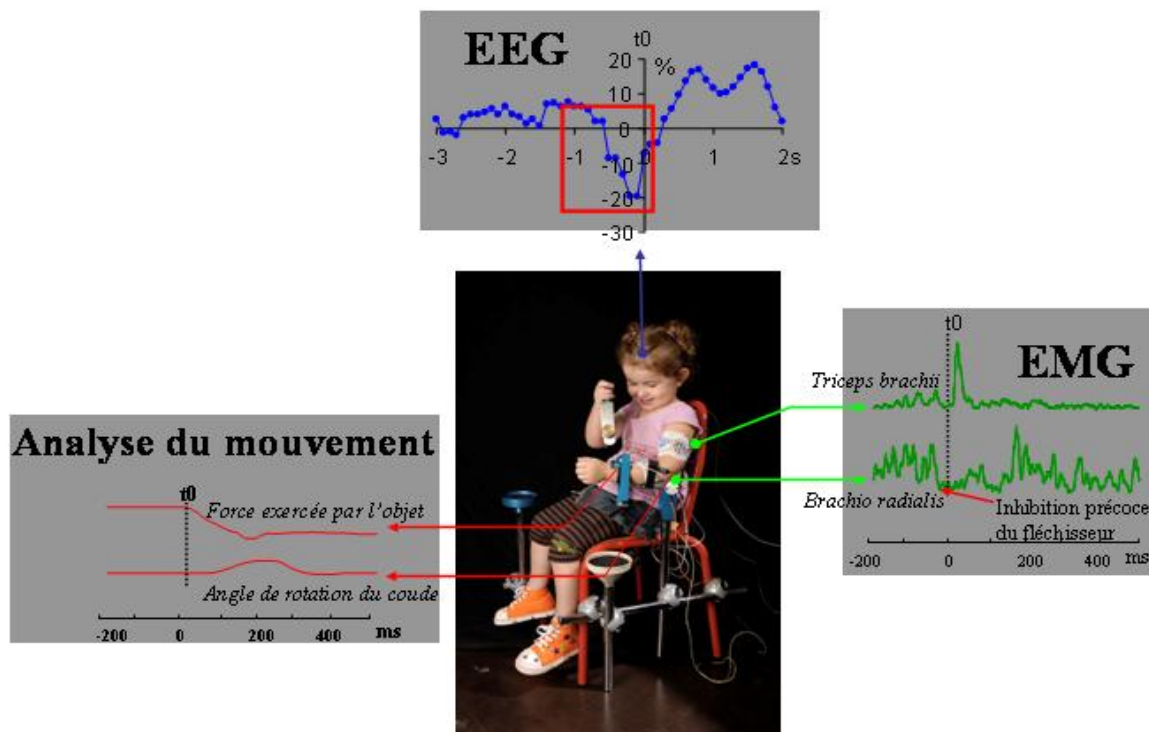 EEG
t0
20
%
10
0
-3
-2
-1
0
1
2s
-10
-20
-30
t0
EMG
Triceps brachii
Brachio radialis
Inhibition précoce
du fléchisseur
-200
0
200
400
ms
Analyse du mouvement
t0
Force exercée par l'objet
Angle de rotation du coude
-200
0
200
400
ms